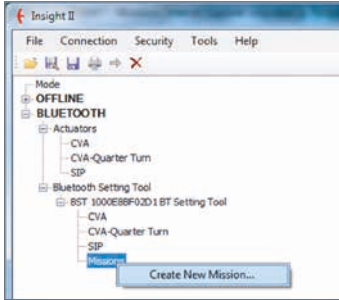 Insight II
File Connection Security Tools Help
Mode
OFFLINE
BLUETOOTH
Actuators
CVA
CVA-Quarter Turn
SIP
Bluetooth Setting Tool
BST 1000E8BF02D1 BT Setting Tool
CVA
CVA-Quarter Turn
SIP
Missions
Create New Mission...